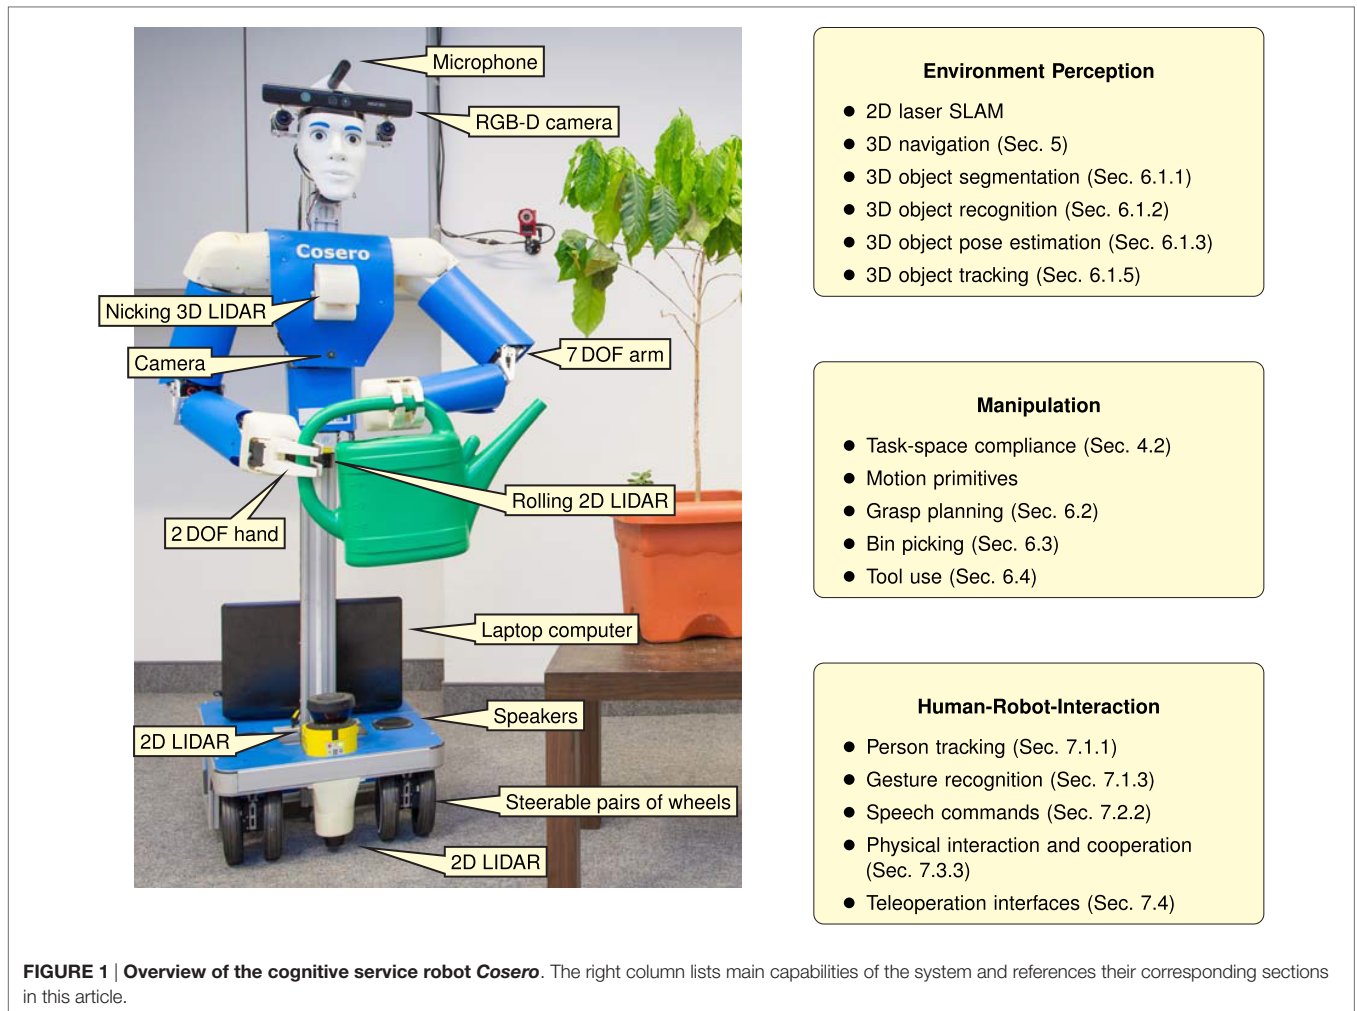 Microphone
RGB-D camera
Cosero
Nicking 3D LIDAR
Camera
7 DOF arm
Rolling 2D LIDAR
2 DOF hand
Laptop computer
Speakers
2D LIDAR
Steerable pairs of wheels
2D LIDAR
Environment Perception
● 2D laser SLAM
● 3D navigation (Sec. 5)
● 3D object segmentation (Sec. 6.1.1)
● 3D object recognition (Sec. 6.1.2)
● 3D object pose estimation (Sec. 6.1.3)
● 3D object tracking (Sec. 6.1.5)
Manipulation
● Task-space compliance (Sec. 4.2)
● Motion primitives
● Grasp planning (Sec. 6.2)
● Bin picking (Sec. 6.3)
● Tool use (Sec. 6.4)
Human-Robot-Interaction
● Person tracking (Sec. 7.1.1)
● Gesture recognition (Sec. 7.1.3)
● Speech commands (Sec. 7.2.2)
● Physical interaction and cooperation
(Sec. 7.3.3)
● Teleoperation interfaces (Sec. 7.4)
FIGURE 1 | Overview of the cognitive service robot Cosero. The right column lists main capabilities of the system and references their corresponding sections
in this article.